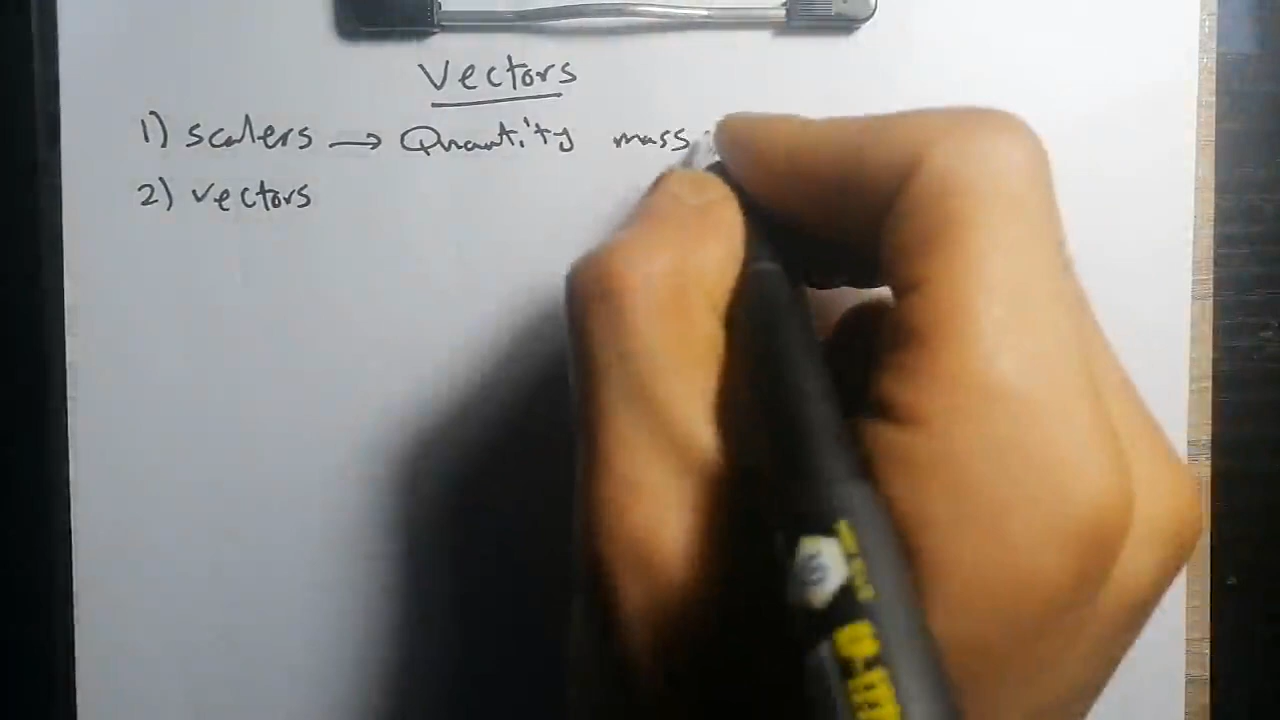 Vectors
1) scalers → Quantity mass
2) vectors